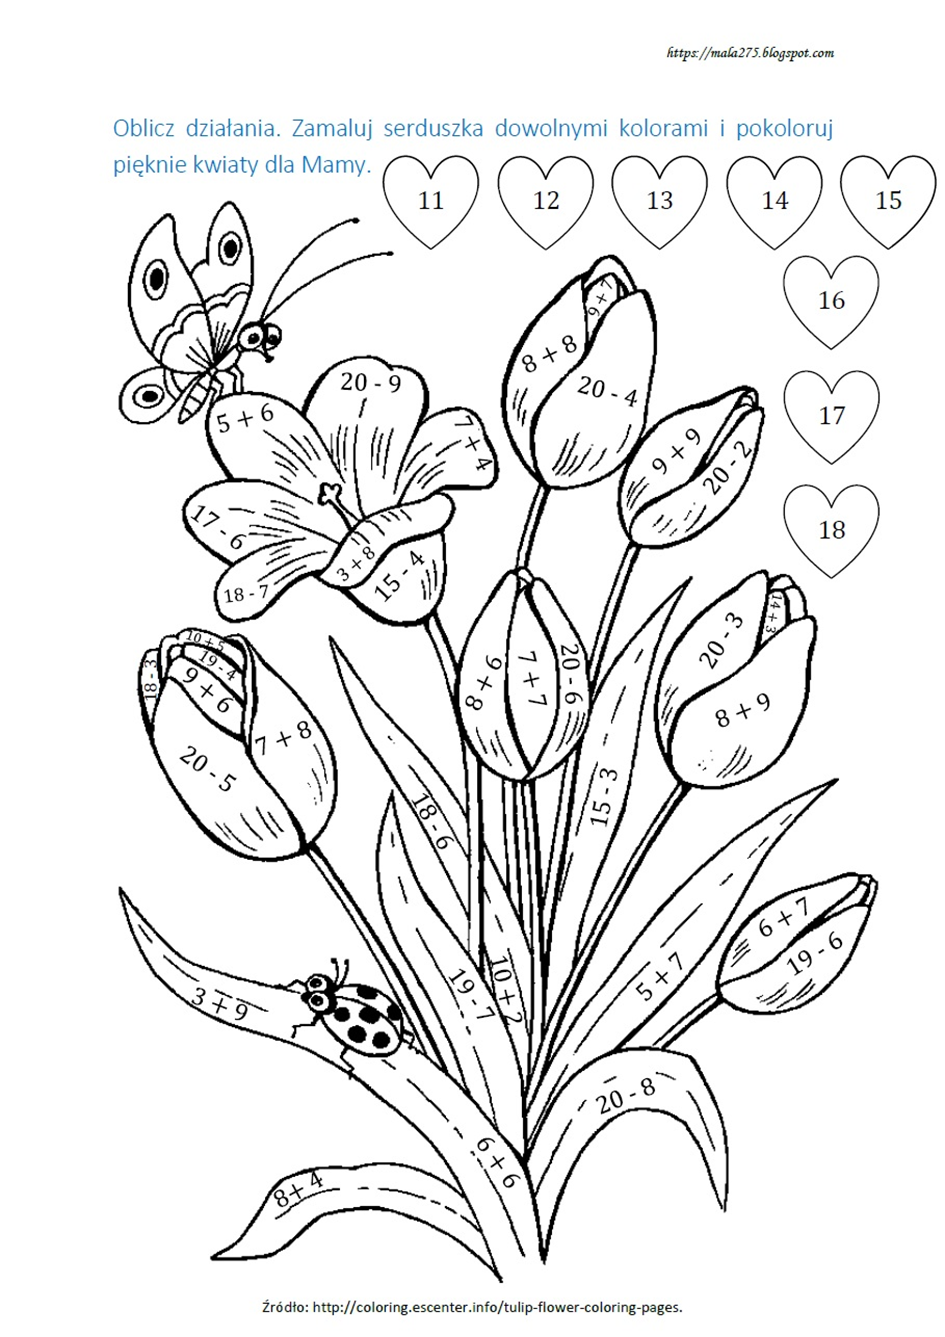 https://mala275.blogspot.com
Oblicz działania. Zamaluj serduszka dowolnymi kolorami i pokoloruj
pięknie kwiaty dla Mamy.
11 12 13 14 15
16
17
18
9 + 7
8 + 8
20 - 4
20 - 9
5 + 6
7 + 4
17 - 6
18 - 7
3 + 8
15 - 4
9 + 9
20 - 2
10 + 5
19 - 4
18 - 3
9 + 6
7 + 8
20 - 5
8 + 6
7 + 7
20 - 6
14 + 3
20 - 3
8 + 9
18 - 6
15 - 3
6 + 7
19 - 6
19 - 7
10 + 2
5 + 7
3 + 9
20 - 8
6 + 6
8 + 4
Źródło: http://coloring.escenter.info/tulip-flower-coloring-pages.